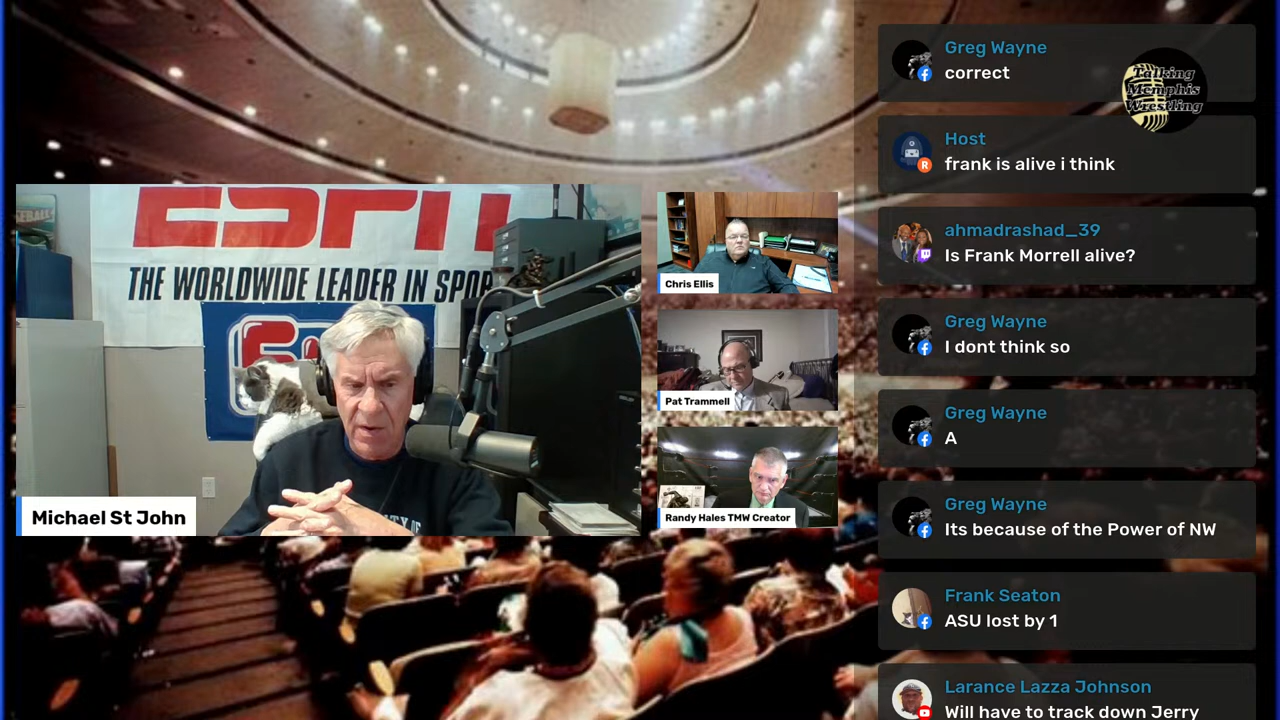 ESPN
THE WORLDWIDE LEADER IN SPOR
Michael St John
Chris Ellis
Pat Trammell
Randy Hales TMW Creator
Talking
Memphis
Wrestling
Greg Wayne
correct
Host
frank is alive i think
ahmadrashad_39
Is Frank Morrell alive?
Greg Wayne
I dont think so
Greg Wayne
A
Greg Wayne
Its because of the Power of NW
Frank Seaton
ASU lost by 1
Larance Lazza Johnson
Will have to track down Jerry